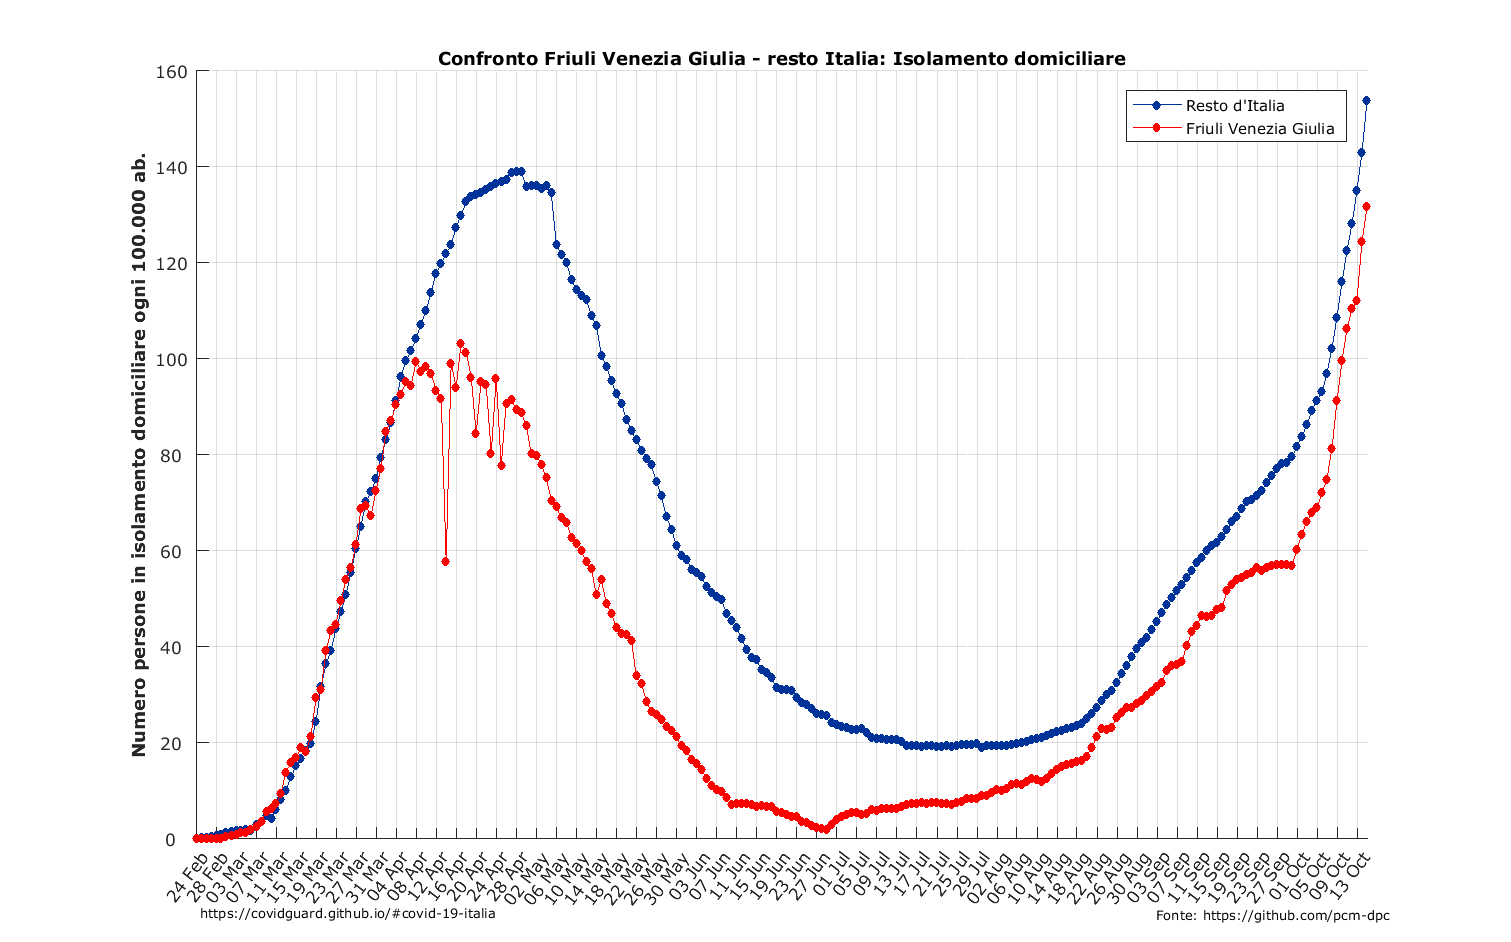 Confronto Friuli Venezia Giulia - resto Italia: Isolamento domiciliare
Numero persone in isolamento domiciliare ogni 100.000 ab.
160
140
120
100
80
60
40
20
0
Resto d'Italia
Friuli Venezia Giulia
24 Feb
28 Feb
03 Mar
07 Mar
11 Mar
15 Mar
19 Mar
23 Mar
27 Mar
31 Mar
04 Apr
08 Apr
12 Apr
16 Apr
20 Apr
24 Apr
28 Apr
02 May
06 May
10 May
14 May
18 May
22 May
26 May
30 May
03 Jun
07 Jun
11 Jun
15 Jun
19 Jun
23 Jun
27 Jun
01 Jul
05 Jul
09 Jul
13 Jul
17 Jul
21 Jul
25 Jul
29 Jul
02 Aug
06 Aug
10 Aug
14 Aug
18 Aug
22 Aug
26 Aug
30 Aug
03 Sep
07 Sep
11 Sep
15 Sep
19 Sep
23 Sep
27 Sep
01 Oct
05 Oct
09 Oct
13 Oct
https://covidguard.github.io/#covid-19-italia
Fonte: https://github.com/pcm-dpc